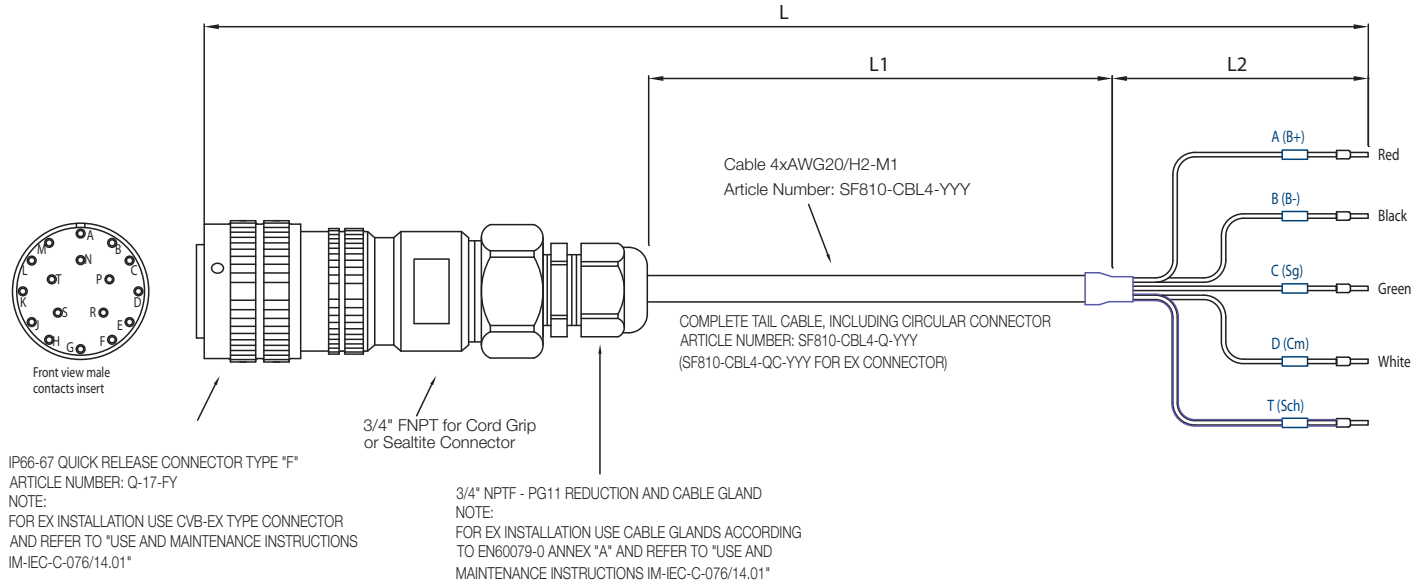 L
L1
L2
A (B+)
Red
Cable 4xAWG20/H2-M1
Article Number: SF810-CBL4-YYY
B (B-)
Black
A
M
B
N
L
C
T
P
K
D
S
R
J
E
H
G
F
Front view male
contacts insert
C (Sg)
Green
COMPLETE TAIL CABLE, INCLUDING CIRCULAR CONNECTOR
ARTICLE NUMBER: SF810-CBL4-Q-YYY
(SF810-CBL4-QC-YYY FOR EX CONNECTOR)
D (Cm)
White
T (Sch)
3/4" FNPT for Cord Grip
or Sealtite Connector
IP66-67 QUICK RELEASE CONNECTOR TYPE "F"
ARTICLE NUMBER: Q-17-FY
NOTE:
FOR EX INSTALLATION USE CVB-EX TYPE CONNECTOR
AND REFER TO "USE AND MAINTENANCE INSTRUCTIONS
IM-IEC-C-076/14.01"
3/4" NPTF - PG11 REDUCTION AND CABLE GLAND
NOTE:
FOR EX INSTALLATION USE CABLE GLANDS ACCORDING
TO EN60079-0 ANNEX "A" AND REFER TO "USE AND
MAINTENANCE INSTRUCTIONS IM-IEC-C-076/14.01"